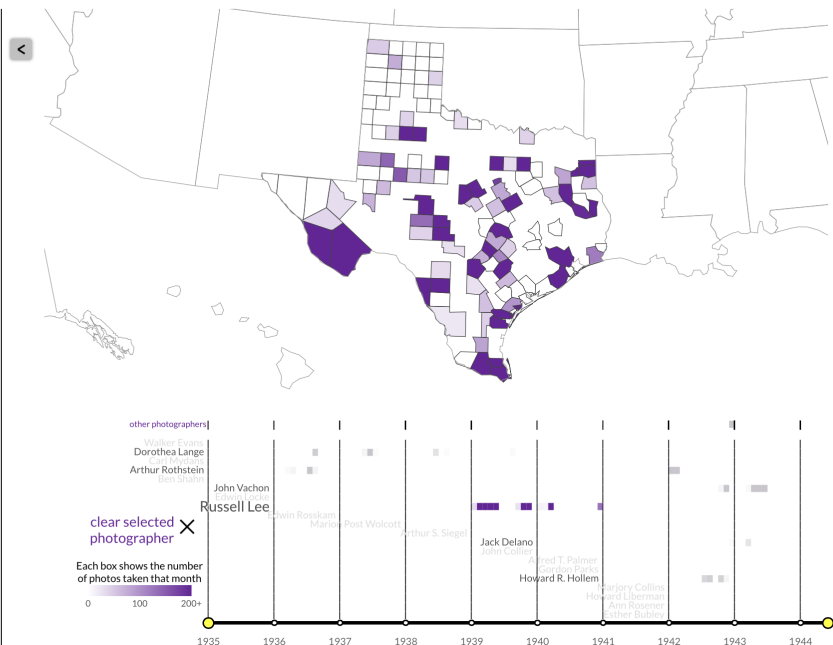 <
other photographers
Walker Evans
Dorothea Lange
Carl Mydans
Arthur Rothstein
Ben Shahn
John Vachon
Edwin Locke
Russell Lee
Edwin Rosskam
Marion Post Wolcott
Arthur S. Siegel
clear selected
photographer
Jack Delano
John Collier
Alfred T. Palmer
Gordon Parks
Howard R. Hollem
Marjory Collins
Howard Liberman
Ann Rosener
Esther Bubley
Each box shows the number
of photos taken that month
0 100 200+
1935 1936 1937 1938 1939 1940 1941 1942 1943 1944